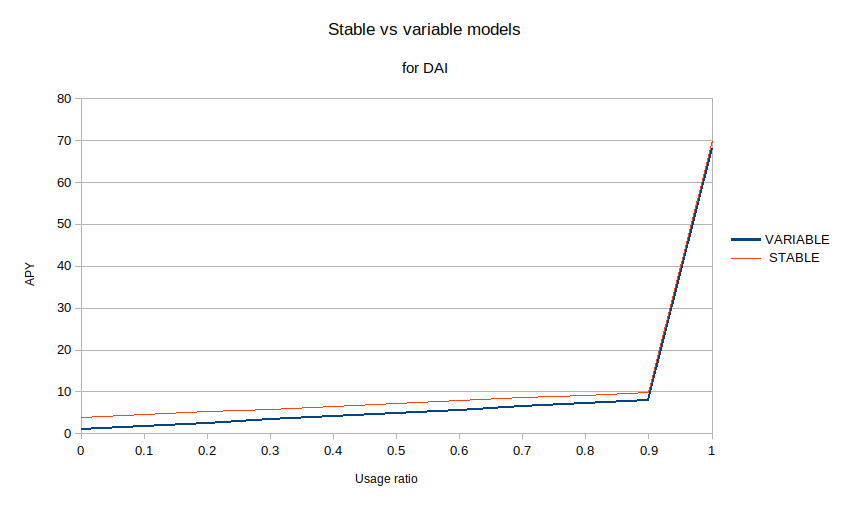 Stable vs variable models
for DAI
80
70
60
50
40
30
20
10
0
APY
0 0.1 0.2 0.3 0.4 0.5 0.6 0.7 0.8 0.9 1
Usage ratio
VARIABLE
STABLE